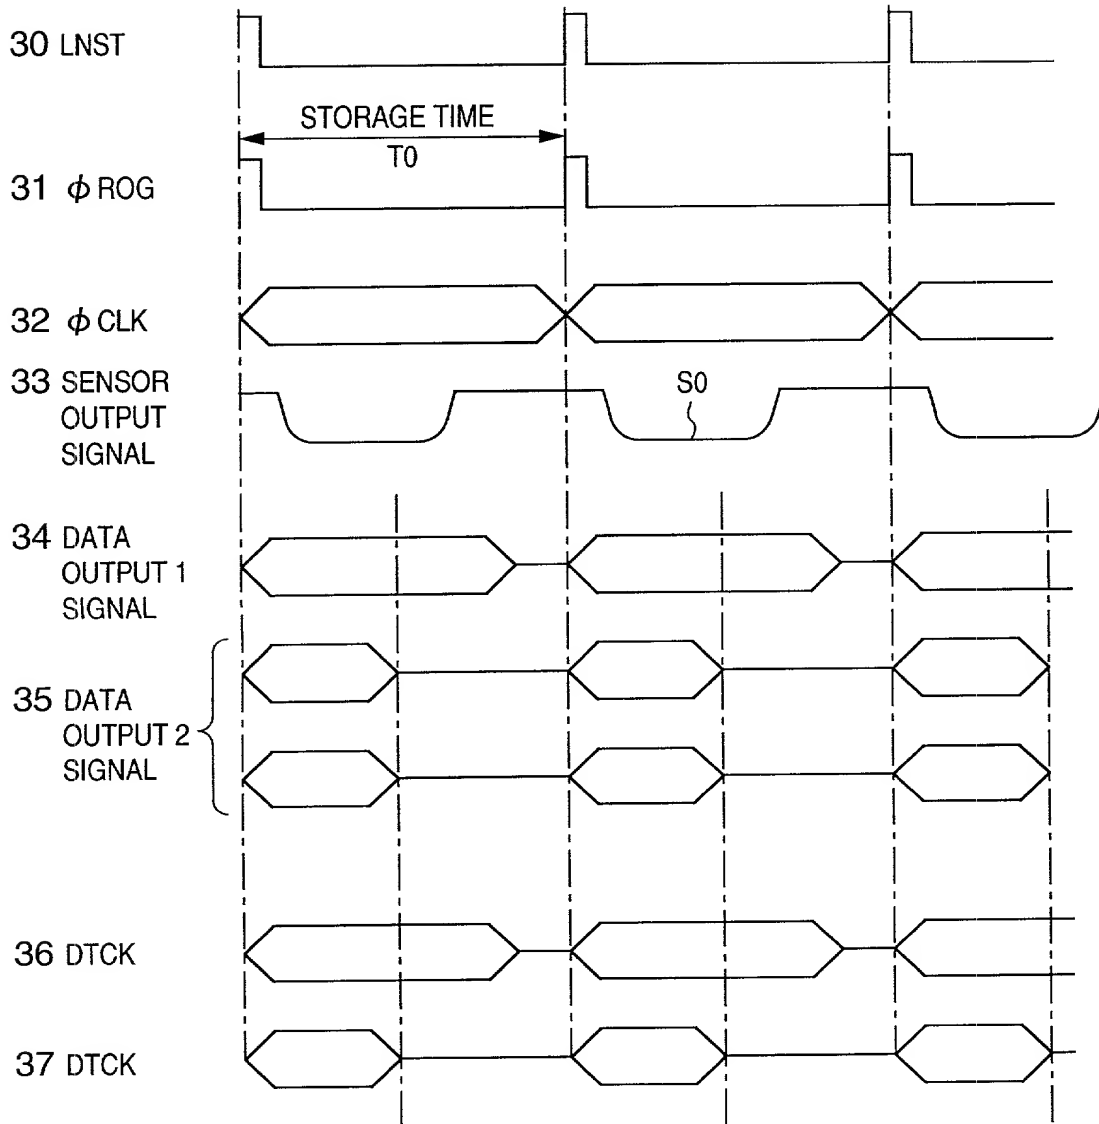 30 LNST
STORAGE TIME
T0
31 ϕ ROG
32 ϕ CLK
33 SENSOR
OUTPUT
SIGNAL
S0
34 DATA
OUTPUT 1
SIGNAL
35 DATA
OUTPUT 2
SIGNAL
36 DTCK
37 DTCK